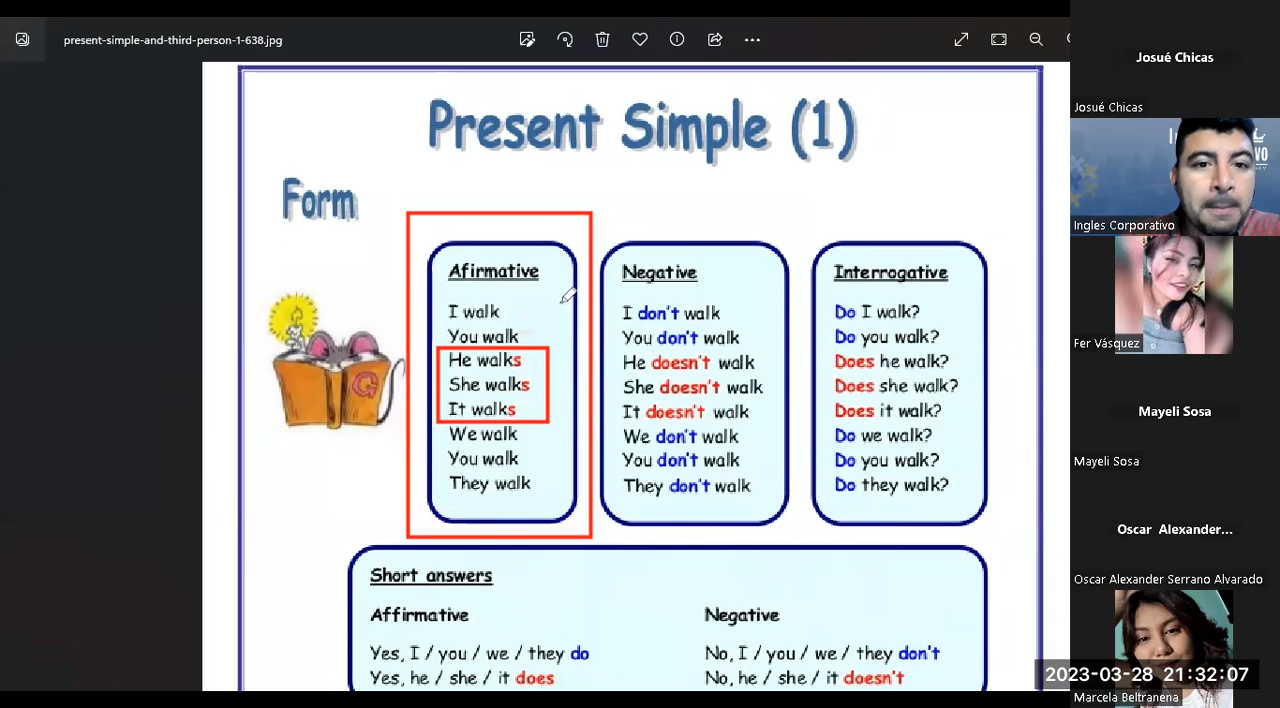 present-simple-and-third-person-1-638.jpg
Present Simple (1)
Form
Afirmative
I walk
You walk
He walks
She walks
It walks
We walk
You walk
They walk
Negative
I don't walk
You don't walk
He doesn't walk
She doesn't walk
It doesn't walk
We don't walk
You don't walk
They don't walk
Interrogative
Do I walk?
Do you walk?
Does he walk?
Does she walk?
Does it walk?
Do we walk?
Do you walk?
Do they walk?
G
Short answers
Affirmative
Yes, I / you / we / they do
Yes, he / she / it does
Negative
No, I / you / we / they don't
No, he / she / it doesn't
Josué Chicas
Josué Chicas
Ingles Corporativo
Fer Vásquez
Mayeli Sosa
Mayeli Sosa
Oscar Alexander...
Oscar Alexander Serrano Alvarado
2023-03-28 21:32:07
Marcela Beltranena